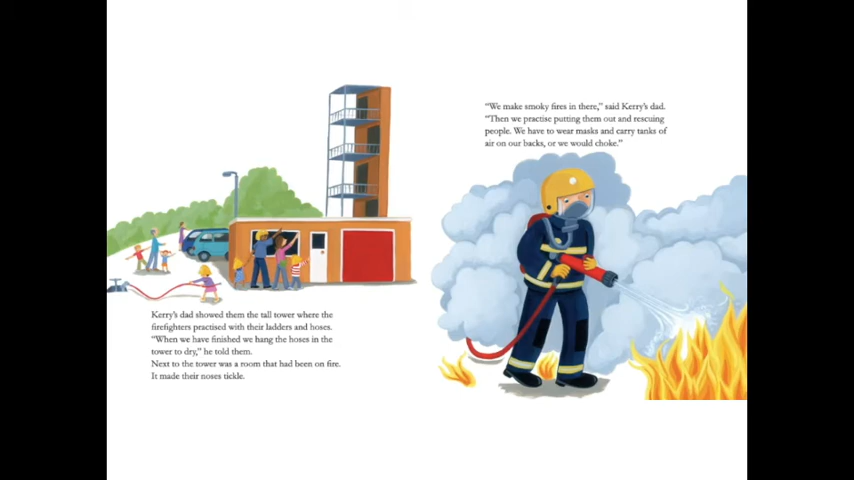 Kerry's dad showed them the tall tower where the
firefighters practised with their ladders and hoses.
"When we have finished we hang the hoses in the
tower to dry," he told them.
Next to the tower was a room that had been on fire.
It made their noses tickle.
"We make smoky fires in there," said Kerry's dad.
"Then we practise putting them out and rescuing
people. We have to wear masks and carry tanks of
air on our backs, or we would choke."